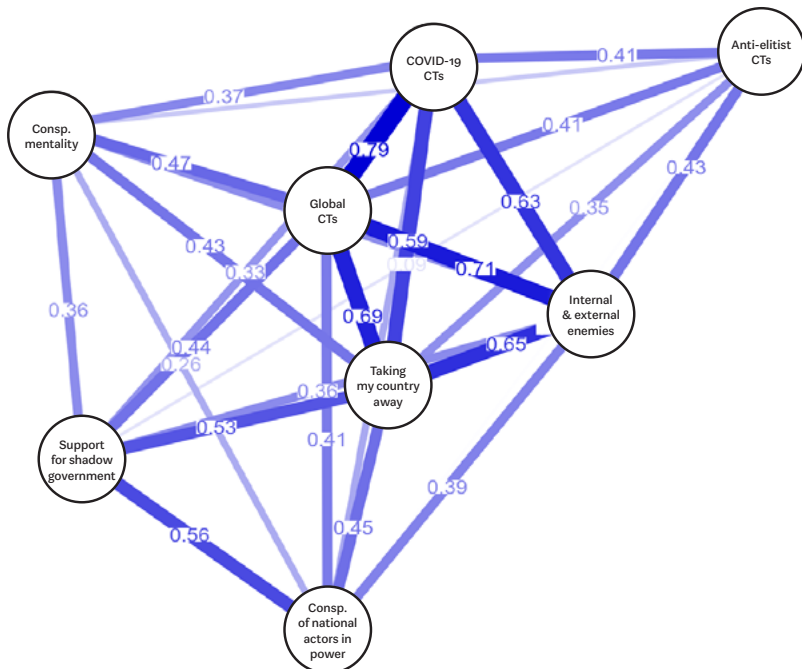 COVID-19
CTs
Anti-elitist
CTs
0.41
0.37
Consp.
mentality
0.79
0.41
0.47
0.43
Global
CTs
0.35
0.63
0.43
0.59
0.33
0.09
0.71
0.36
0.69
Internal
& external
enemies
0.44
0.65
0.26
Taking
my country
away
0.36
0.53
0.41
Support
for shadow
government
0.39
0.45
0.56
Consp.
of national
actors in
power